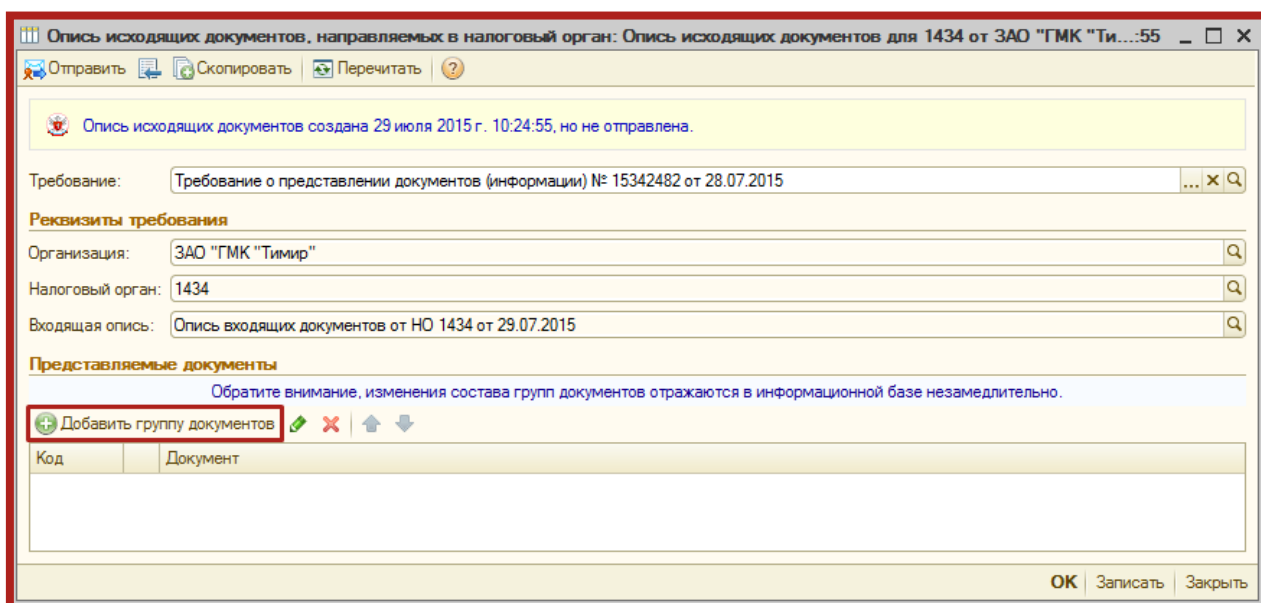 Опись исходящих документов, направляемых в налоговый орган: Опись исходящих документов для 1434 от ЗАО "ГМК "Ти...:55
Отправить Скопировать Перечитать
Опись исходящих документов создана 29 июля 2015 г. 10:24:55, но не отправлена.
Требование: Требование о представлении документов (информации) № 15342482 от 28.07.2015 ...
Реквизиты требования
Организация: ЗАО "ГМК "Тимир"
Налоговый орган: 1434
Входящая опись: Опись входящих документов от НО 1434 от 29.07.2015
Представляемые документы
Обратите внимание, изменения состава групп документов отражаются в информационной базе незамедлительно.
Добавить группу документов
Код Документ
OK Записать Закрыть